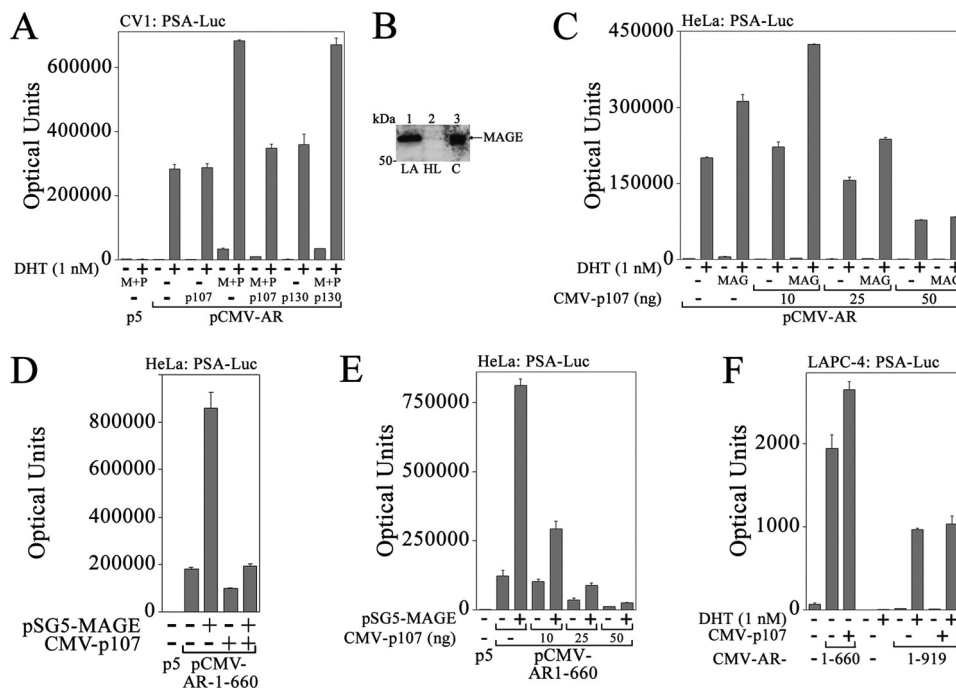 A
CV1: PSA-Luc
Optical Units
600000
400000
200000
0
DHT (1 nM) - + - + - + - + - + - + - +
M+P - - M+P M+P - M+P
- p107 - p107 p130 p130
p5 pCMV-AR
B
kDa 1 2 3
MAGE
50-
LA HL C
C
HeLa: PSA-Luc
Optical Units
450000
300000
150000
0
DHT (1 nM) - + - + - + - + - + - + - + - +
- MAG - MAG - MAG - MAG
CMV-p107 (ng) - - 10 25 50
pCMV-AR
D
HeLa: PSA-Luc
Optical Units
800000
600000
400000
200000
0
pSG5-MAGE - - + - +
CMV-p107 - - - + +
p5 pCMV-
AR-1-660
E
HeLa: PSA-Luc
Optical Units
750000
500000
250000
0
pSG5-MAGE - - + - + - + - +
CMV-p107 (ng) - 10 25 50
p5 pCMV-
AR1-660
F
LAPC-4: PSA-Luc
Optical Units
2000
1000
0
DHT (1 nM) - - - - + - + - +
CMV-p107 - - + - - +
CMV-AR- - 1-660 - 1-919